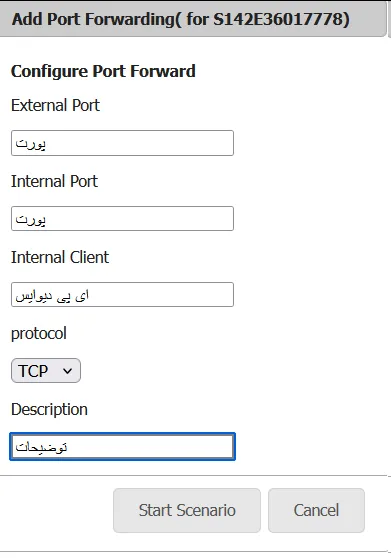 Add Port Forwarding( for S142E36017778)
Configure Port Forward
External Port
پورت
Internal Port
پورت
Internal Client
ای پی دیوایس
protocol
TCP
Description
توضیحات
Start Scenario
Cancel